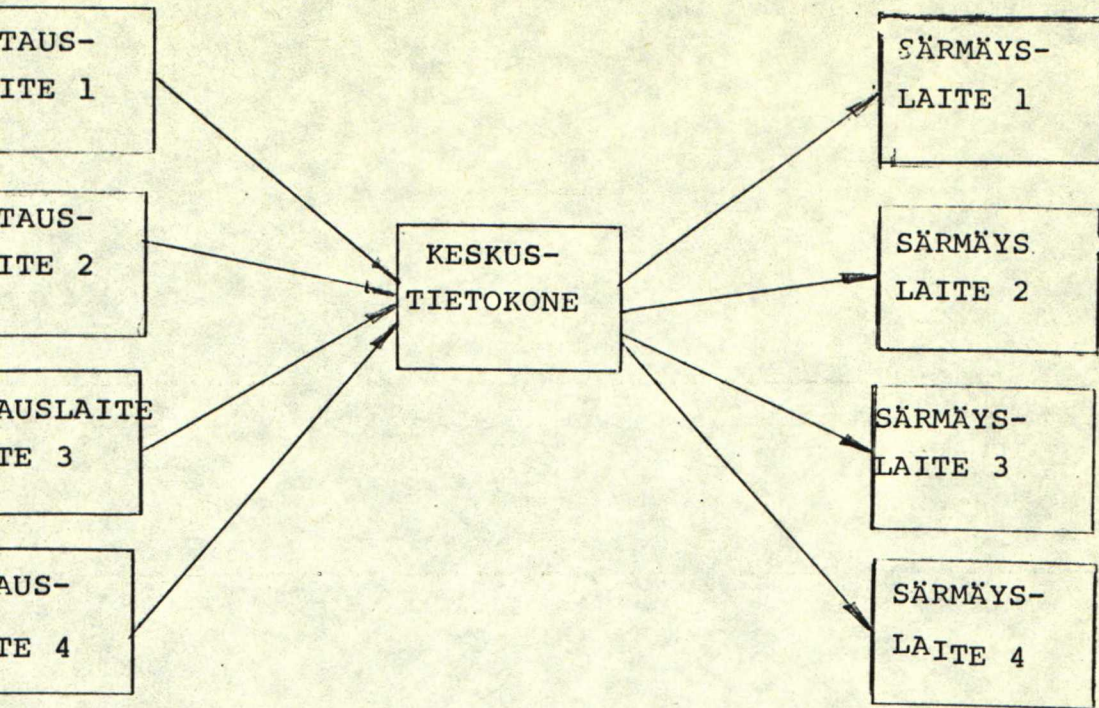 TAUS-
ITE 1
TAUS-
ITE 2
AUSLAITE
TE 3
AUS-
TE 4
KESKUS-
TIETOKONE
SÄRMÄYS-
LAITE 1
SÄRMÄYS
LAITE 2
SÄRMÄYS-
LAITE 3
SÄRMÄYS-
LAITE 4